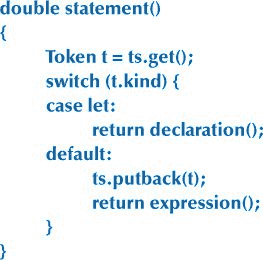 double statement()
{
Token t = ts.get();
switch (t.kind) {
case let:
return declaration();
default:
ts.putback(t);
return expression();
}
}